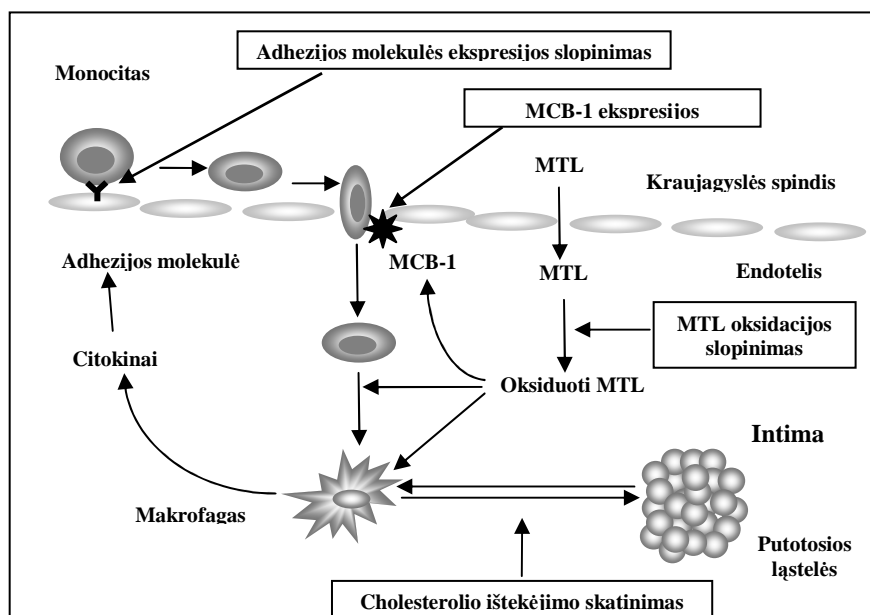 Adhezijos molekulės ekspresijos slopinimas
Monocitas
MCB-1 ekspresijos
MTL
Kraujagyslės spindis
Adhezijos molekulė
MCB-1
MTL
Endotelis
MTL oksidacijos
slopinimas
Citokinai
Oksiduoti MTL
Intima
Makrofagas
Putotosios
ląstelės
Cholesterolio ištekėjimo skatinimas